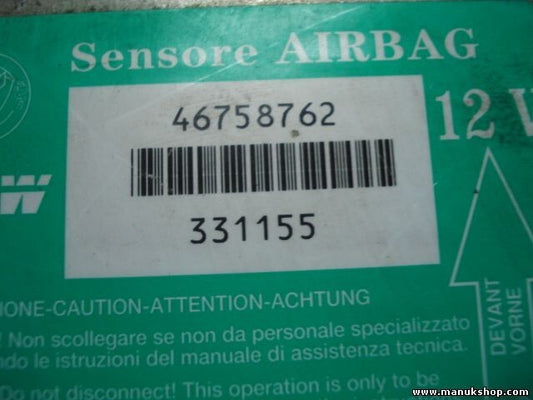 Sensore AIRBAG
46758762
12 V
331155
IONE-CAUTION-ATTENTION-ACHTUNG
! Non scollegare se non da personale specializzato
ndo le istruzioni del manuale di assistenza tecnica.
Do not disconnect! This operation is only to be
DEVANT
VORNE
W
www.manukshop.com